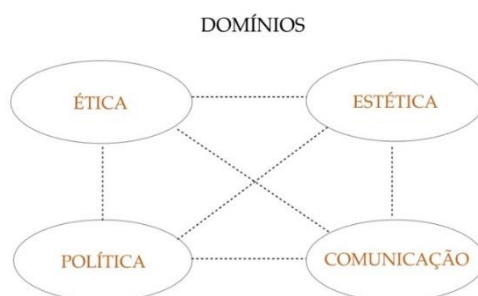 DOMÍNIOS
ÉTICA
ESTÉTICA
POLÍTICA
COMUNICAÇÃO